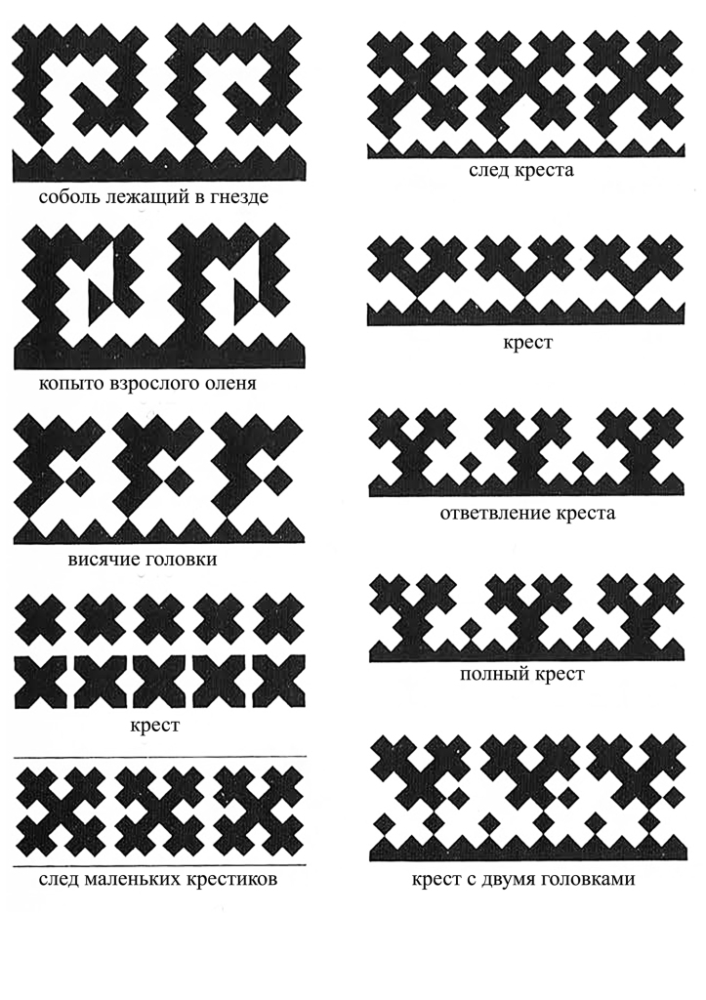 соболь лежащий в гнезде
копыто взрослого оленя
висячие головки
крест
след маленьких крестиков
след креста
крест
ответвление креста
полный крест
крест с двумя головками